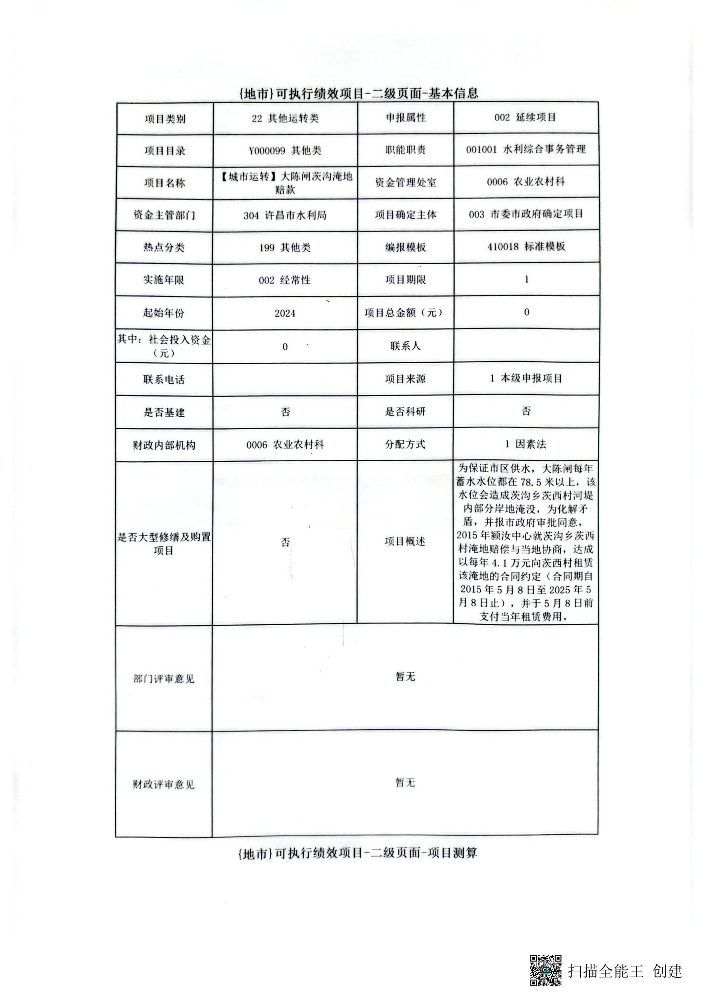 {地市}可执行绩效项目-二级页面-基本信息
项目类别 22 其他运转类 申报属性 002 延续项目
项目目录 Y000099 其他类 职能职责 001001 水利综合事务管理
项目名称 【城市运转】大陈闸茨沟淹地
赔款 资金管理处室 0006 农业农村科
资金主管部门 304 许昌市水利局 项目确定主体 003 市委市政府确定项目
热点分类 199 其他类 编报模板 410018 标准模板
实施年限 002 经常性 项目期限 1
起始年份 2024 项目总金额（元） 0
其中：社会投入资金
（元） 0 联系人
联系电话 项目来源 1 本级申报项目
是否基建 否 是否科研 否
财政内部机构 0006 农业农村科 分配方式 1 因素法
是否大型修缮及购置
项目 否 项目概述
为保证市区供水，大陈闸每年
蓄水水位都在 78.5 米以上，该
水位会造成茨沟乡茨西村河堤
内部分岸地淹没，为化解矛
盾，并报市政府审批同意，
2015 年颍汝中心就茨沟乡茨西
村淹地赔偿与当地协商，达成
以每年 4.1 万元向茨西村租赁
该淹地的合同约定（合同期自
2015 年 5 月 8 日至 2025 年 5
月 8 日止），并于 5 月 8 日前
支付当年租赁费用。
部门评审意见 暂无
财政评审意见 暂无
{地市}可执行绩效项目-二级页面-项目测算
扫描全能王 创建